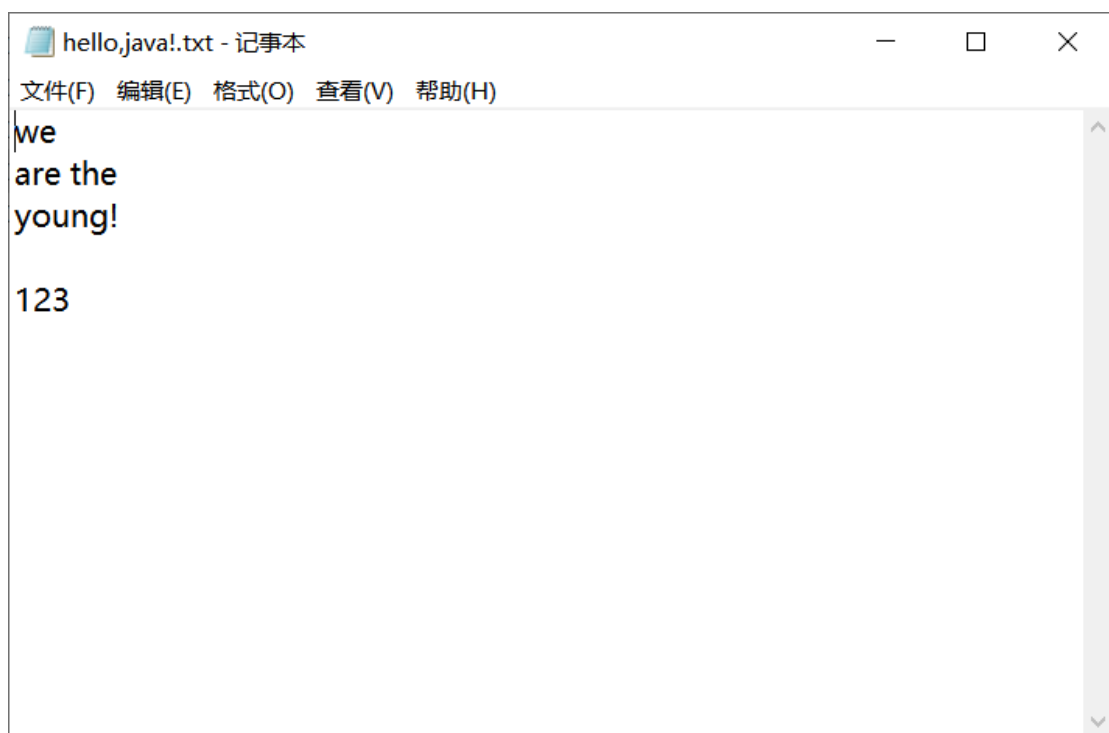 hello,java!.txt - 记事本
文件(F) 编辑(E) 格式(O) 查看(V) 帮助(H)
we
are the
young!
123